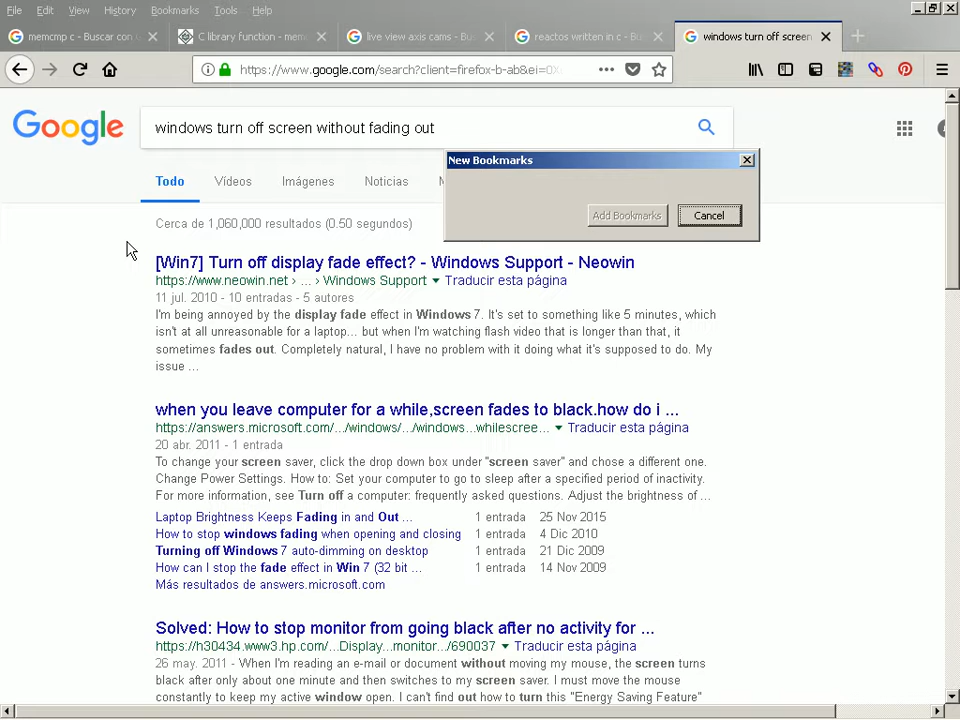 File Edit View History Bookmarks Tools Help
memcmp c - Buscar con
C library function - mem
live view axis cams - Bus
reactos written in c - Bus
windows turn off screen
https://www.google.com/search?client=firefox-b-ab&ei=0X
Google
windows turn off screen without fading out
New Bookmarks
Add Bookmarks Cancel
Todo Vídeos Imágenes Noticias
Cerca de 1,060,000 resultados (0.50 segundos)
[Win7] Turn off display fade effect? - Windows Support - Neowin
https://www.neowin.net › ... › Windows Support ▼ Traducir esta página
11 jul. 2010 - 10 entradas - 5 autores
I'm being annoyed by the display fade effect in Windows 7. It's set to something like 5 minutes, which
isn't at all unreasonable for a laptop... but when I'm watching flash video that is longer than that, it
sometimes fades out. Completely natural, I have no problem with it doing what it's supposed to do. My
issue ...
when you leave computer for a while,screen fades to black.how do i ...
https://answers.microsoft.com/.../windows/.../windows...whilescree... ▼ Traducir esta página
20 abr. 2011 - 1 entrada
To change your screen saver, click the drop down box under "screen saver" and chose a different one.
Change Power Settings. How to: Set your computer to go to sleep after a specified period of inactivity.
For more information, see Turn off a computer: frequently asked questions. Adjust the brightness of ...
Laptop Brightness Keeps Fading in and Out ... 1 entrada 25 Nov 2015
How to stop windows fading when opening and closing 1 entrada 4 Dic 2010
Turning off Windows 7 auto-dimming on desktop 1 entrada 21 Dic 2009
How can I stop the fade effect in Win 7 (32 bit ... 1 entrada 14 Nov 2009
Más resultados de answers.microsoft.com
Solved: How to stop monitor from going black after no activity for ...
https://h30434.www3.hp.com/...Display...monitor.../690037 ▼ Traducir esta página
26 may. 2011 - When I'm reading an e-mail or document without moving my mouse, the screen turns
black after only about one minute and then switches to my screen saver. I must move the mouse
constantly to keep my active window open. I can't find out how to turn this "Energy Saving Feature"